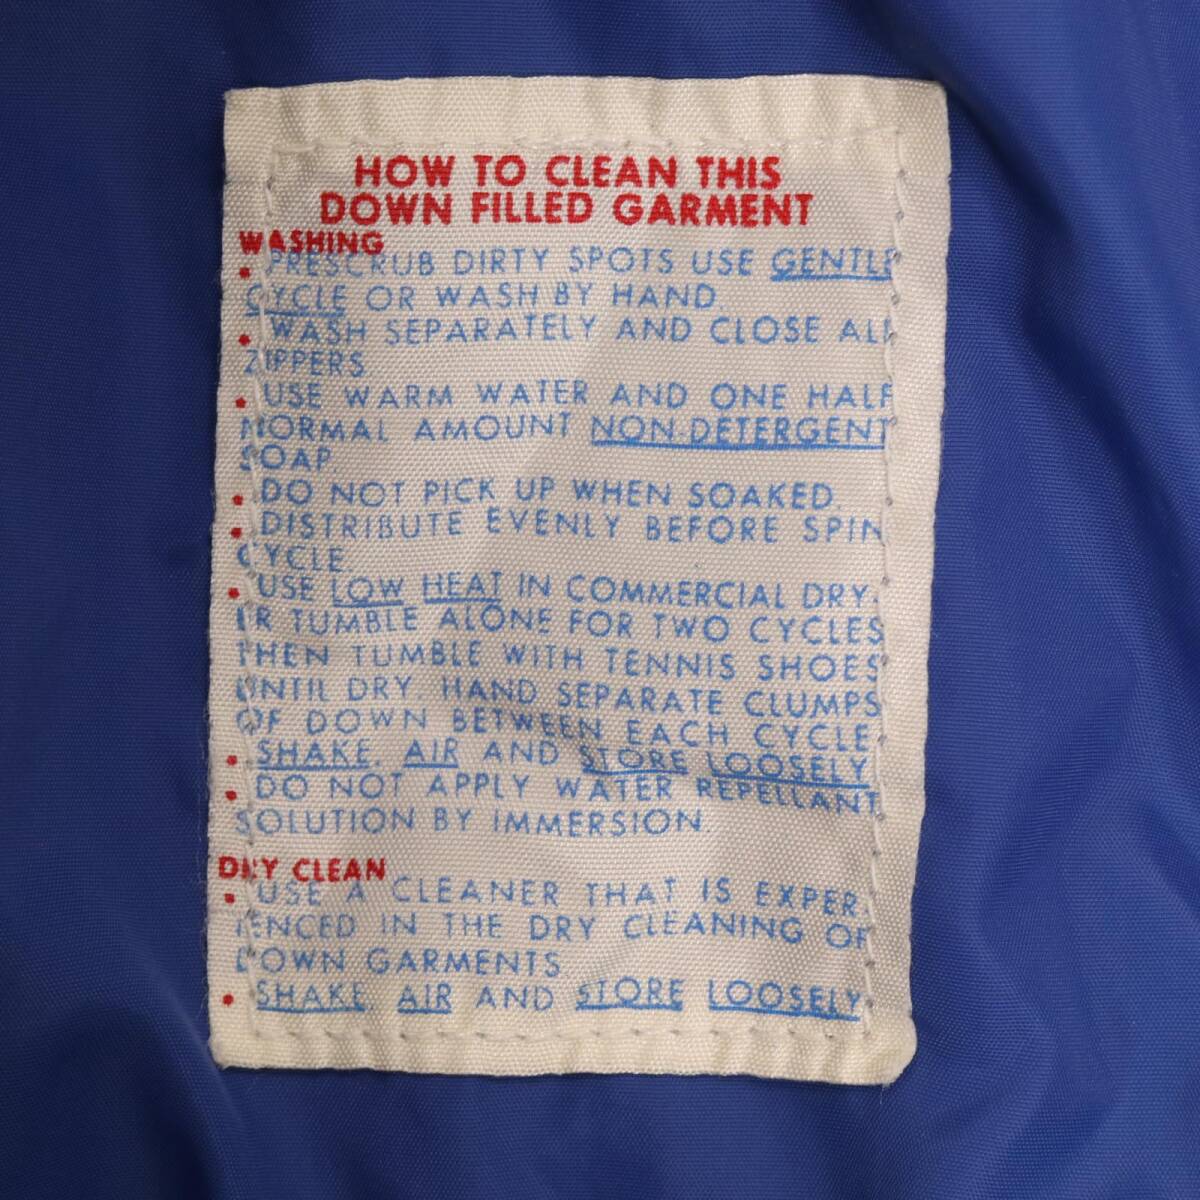 HOW TO CLEAN THIS
DOWN FILLED GARMENT
WASHING
• PRESCRUB DIRTY SPOTS USE GENTLE
CYCLE OR WASH BY HAND.
• WASH SEPARATELY AND CLOSE ALL
ZIPPERS
• USE WARM WATER AND ONE HALF
NORMAL AMOUNT NON-DETERGENT
SOAP.
• DO NOT PICK UP WHEN SOAKED.
• DISTRIBUTE EVENLY BEFORE SPIN
CYCLE.
• USE LOW HEAT IN COMMERCIAL DRY-
ER TUMBLE ALONE FOR TWO CYCLES
THEN TUMBLE WITH TENNIS SHOES
UNTIL DRY. HAND SEPARATE CLUMPS
OF DOWN BETWEEN EACH CYCLE
• SHAKE, AIR AND STORE LOOSELY
• DO NOT APPLY WATER REPELLANT
SOLUTION BY IMMERSION.
DRY CLEAN
• USE A CLEANER THAT IS EXPER-
IENCED IN THE DRY CLEANING OF
DOWN GARMENTS
• SHAKE, AIR AND STORE LOOSELY